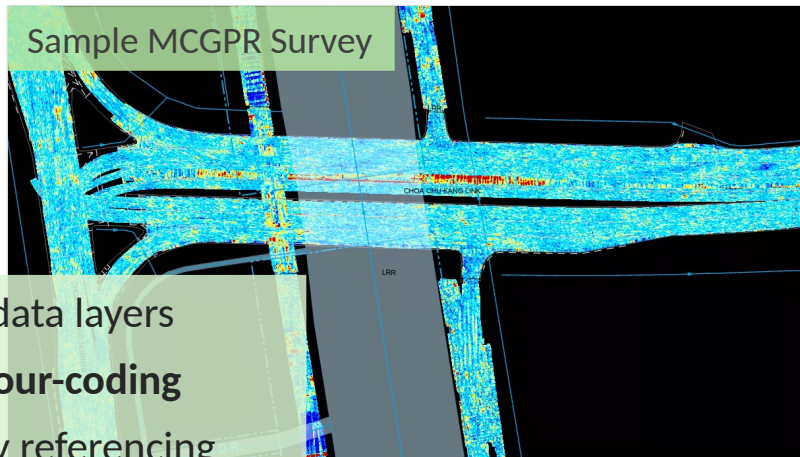 Sample MCGPR Survey
CHOA CHU KANG LINK
LRR
data layers
our-coding
y referencing